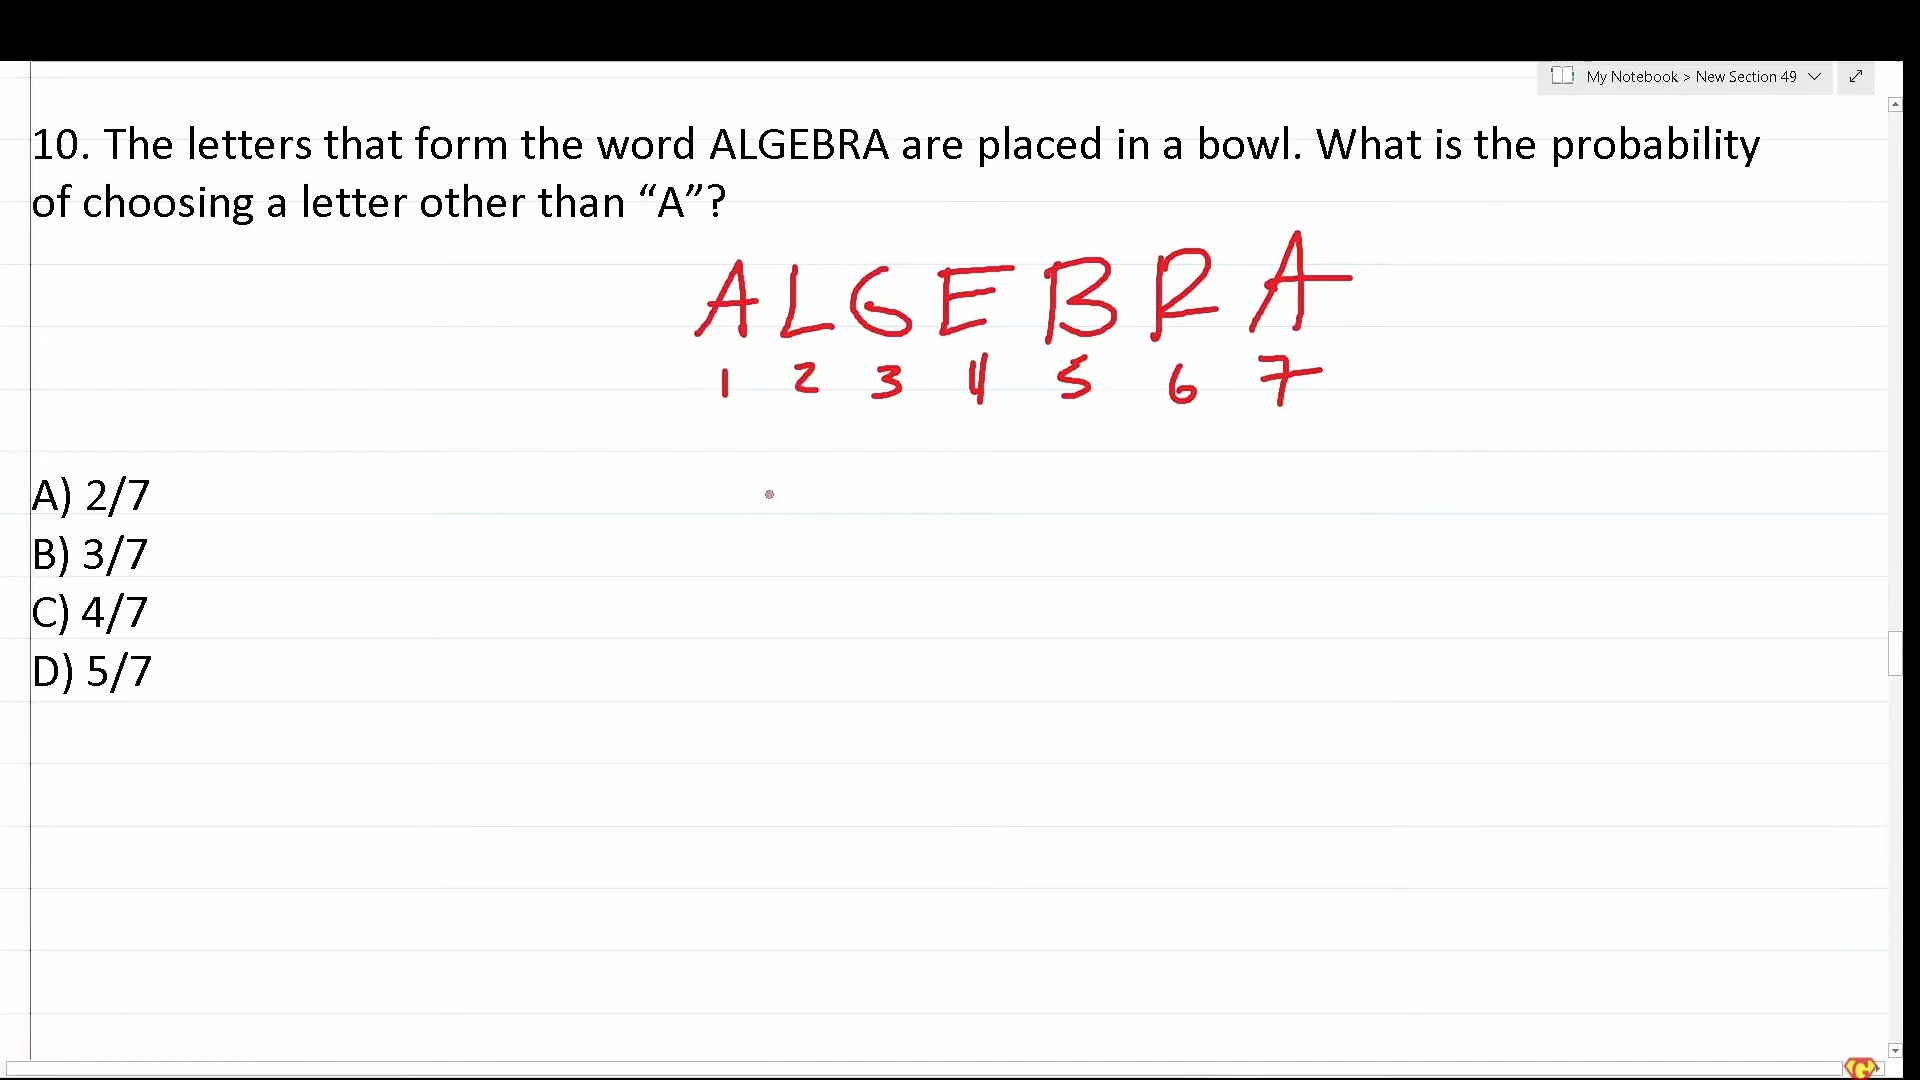 My Notebook > New Section 49
10. The letters that form the word ALGEBRA are placed in a bowl. What is the probability
of choosing a letter other than “A”?
A L G E B R A
1 2 3 4 5 6 7
A) 2/7
B) 3/7
C) 4/7
D) 5/7
G